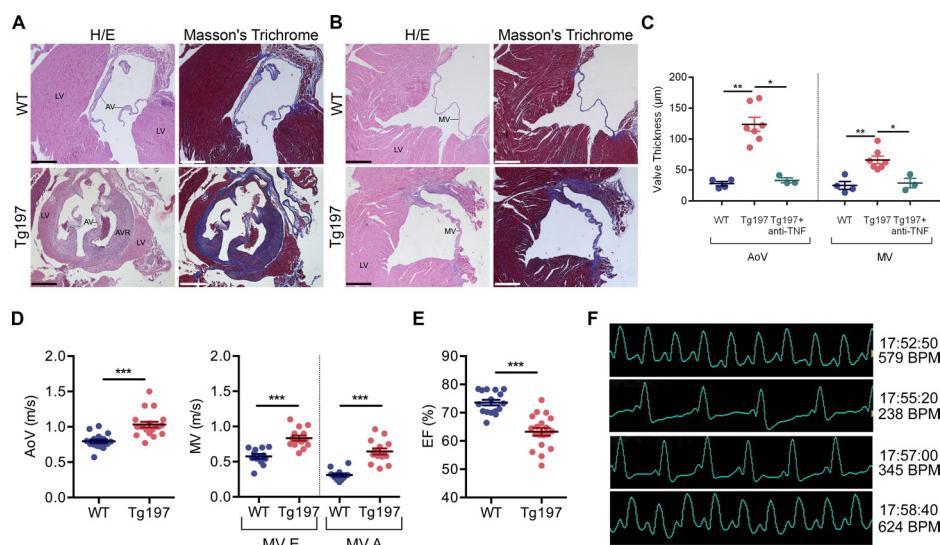 A
H/E
Masson's Trichrome
WT
LV
AV
LV
Tg197
LV
AV
AVR
LV
B
H/E
Masson's Trichrome
MV
LV
MV
LV
C
Valve Thickness (μm)
200
150
100
50
0
** *
** *
WT Tg197 Tg197+ anti-TNF
WT Tg197 Tg197+ anti-TNF
AoV MV
D
AoV (m/s)
2.0
1.5
1.0
0.5
0.0
***
WT Tg197
MV (m/s)
2.0
1.5
1.0
0.5
0.0
*** ***
WT Tg197 WT Tg197
MV E MV A
E
EF (%)
90
80
70
60
50
40
***
WT Tg197
F
17:52:50
579 BPM
17:55:20
238 BPM
17:57:00
345 BPM
17:58:40
624 BPM